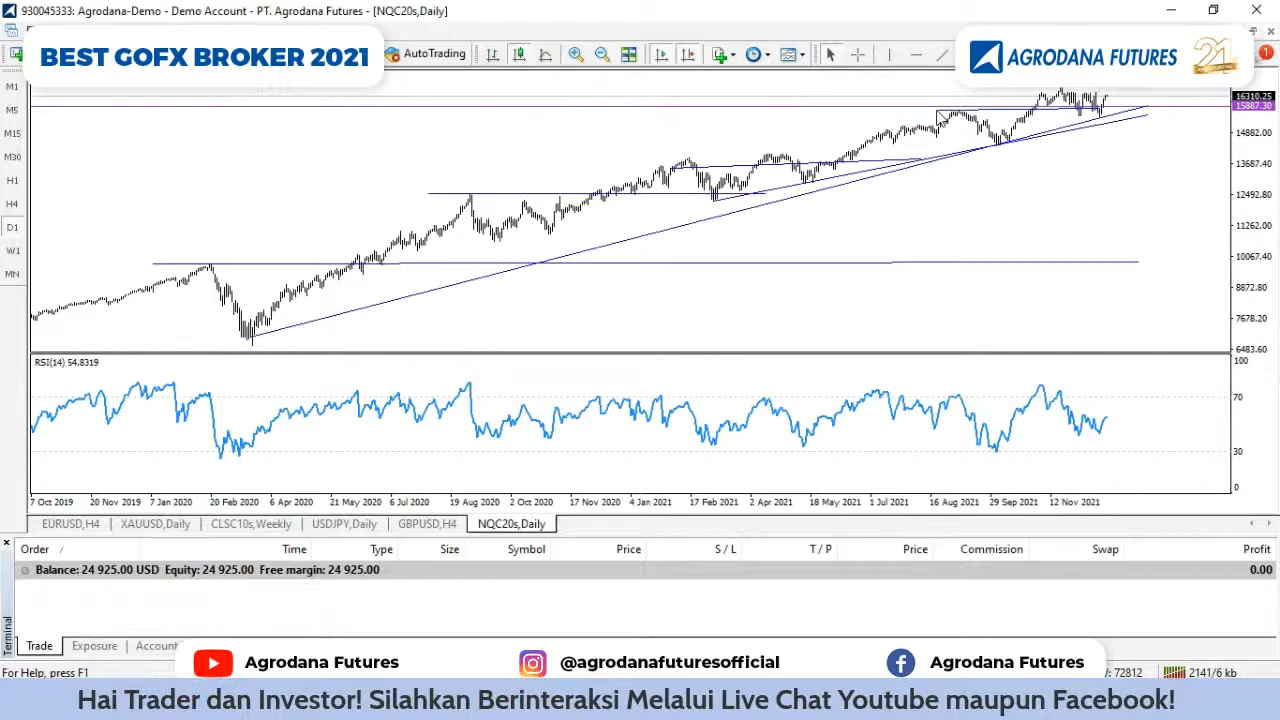 930045333: Agrodana-Demo - Demo Account - PT. Agrodana Futures - [NQC20s,Daily]
BEST GOFX BROKER 2021
AutoTrading
AGRODANA FUTURES
21
1
M1
M5
M15
M30
H1
H4
D1
W1
MN
16310.25
15887.30
14882.00
13687.40
12492.80
11262.00
10067.40
8872.80
7678.20
6483.60
RSI(14) 54.8319
100
70
30
0
7 Oct 2019 20 Nov 2019 7 Jan 2020 20 Feb 2020 6 Apr 2020 21 May 2020 6 Jul 2020 19 Aug 2020 2 Oct 2020 17 Nov 2020 4 Jan 2021 17 Feb 2021 2 Apr 2021 18 May 2021 1 Jul 2021 16 Aug 2021 29 Sep 2021 12 Nov 2021
EURUSD,H4 XAUUSD,Daily CLSC10s,Weekly USDJPY,Daily GBPUSD,H4 NQC20s,Daily
Order / Time Type Size Symbol Price S / L T / P Price Commission Swap Profit
Balance: 24 925.00 USD Equity: 24 925.00 Free margin: 24 925.00 0.00
Terminal
Trade Exposure Account
Agrodana Futures @agrodanafuturesofficial Agrodana Futures
For Help, press F1 72812 2141/6 kb
Hai Trader dan Investor! Silahkan Berinteraksi Melalui Live Chat Youtube maupun Facebook!